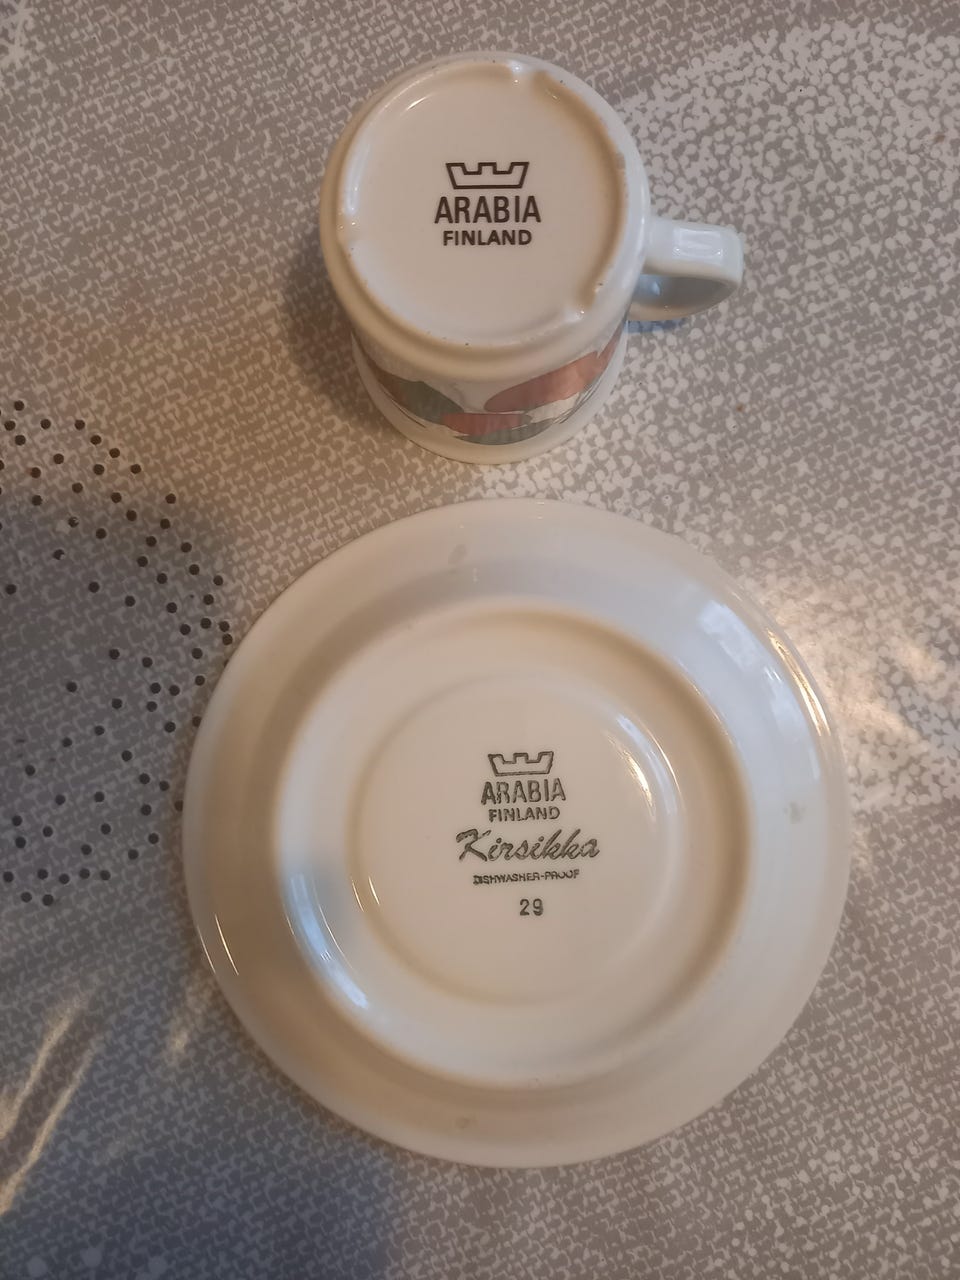 ARABIA
FINLAND
ARABIA
FINLAND
Kirsikka
DISHWASHER-PROOF
29